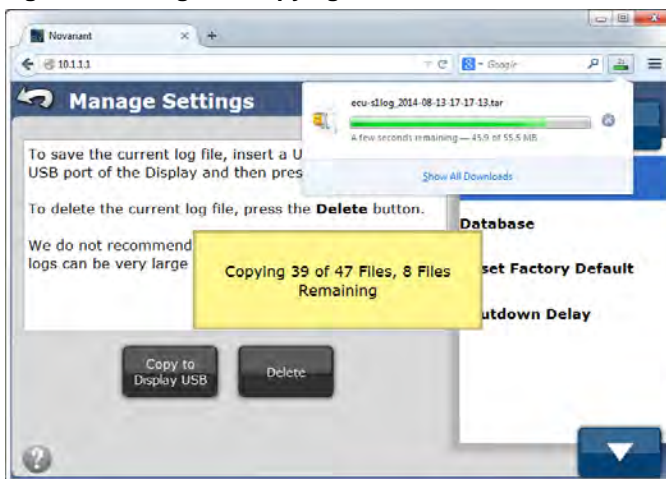 Novariant
10.1.1.1
Google
Manage Settings
ecu-s1log_2014-08-13-17-17-13.tar
A few seconds remaining — 45.9 of 55.5 MB
Show All Downloads
To save the current log file, insert a U
USB port of the Display and then pres
To delete the current log file, press the Delete button.
We do not recommend
logs can be very large
Copying 39 of 47 Files, 8 Files
Remaining
Database
set Factory Default
utdown Delay
Copy to
Display USB
Delete